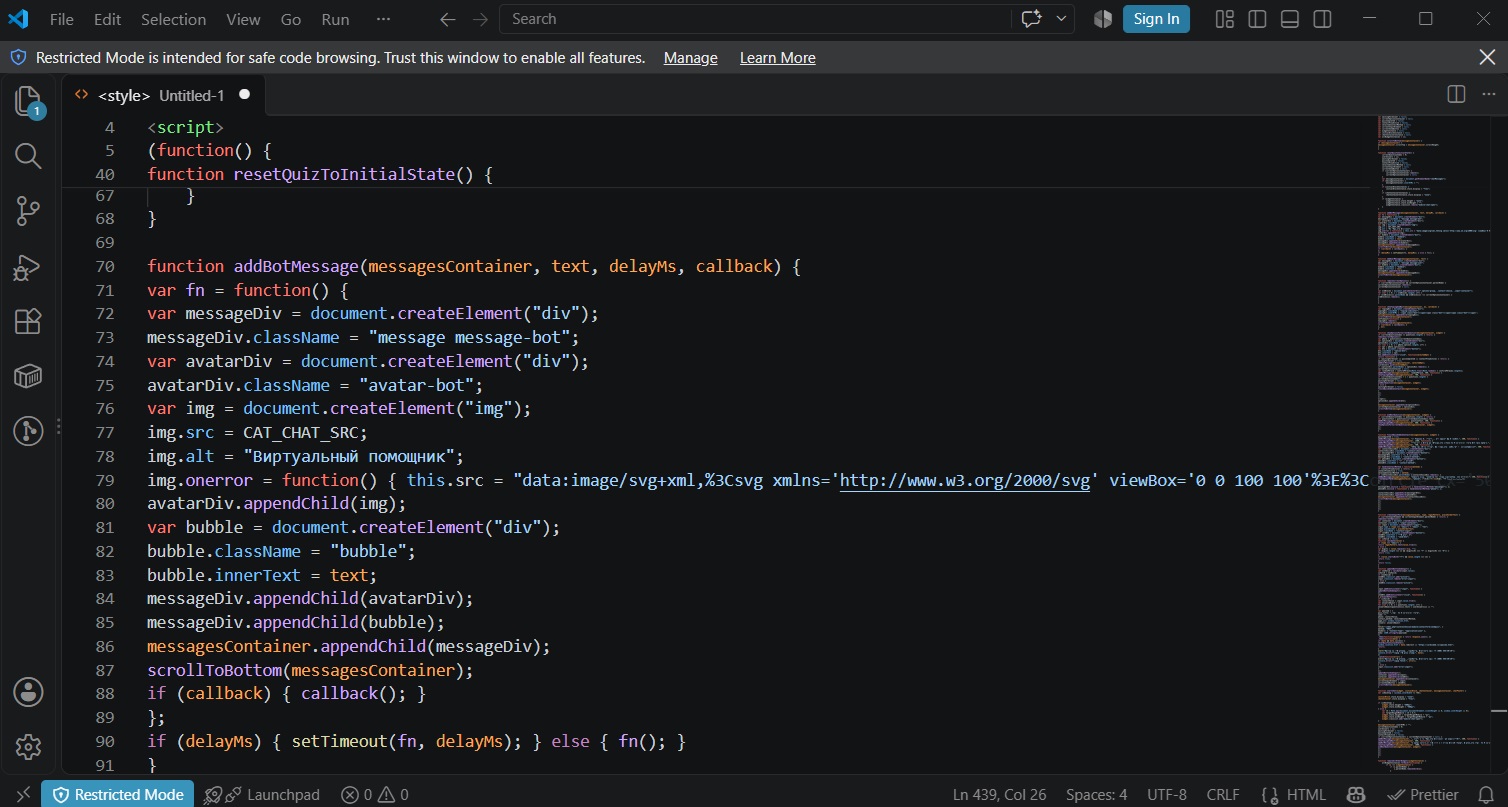 File Edit Selection View Go Run ··· Search Sign In
Restricted Mode is intended for safe code browsing. Trust this window to enable all features. Manage Learn More
1
<> <style> Untitled-1
4 <script>
5 (function() {
40 function resetQuizToInitialState() {
67 }
68 }
69
70 function addBotMessage(messagesContainer, text, delayMs, callback) {
71 var fn = function() {
72 var messageDiv = document.createElement("div");
73 messageDiv.className = "message message-bot";
74 var avatarDiv = document.createElement("div");
75 avatarDiv.className = "avatar-bot";
76 var img = document.createElement("img");
77 img.src = CAT_CHAT_SRC;
78 img.alt = "Виртуальный помощник";
79 img.onerror = function() { this.src = "data:image/svg+xml,%3Csvg xmlns='http://www.w3.org/2000/svg' viewBox='0 0 100 100'%3E%3C
80 avatarDiv.appendChild(img);
81 var bubble = document.createElement("div");
82 bubble.className = "bubble";
83 bubble.innerText = text;
84 messageDiv.appendChild(avatarDiv);
85 messageDiv.appendChild(bubble);
86 messagesContainer.appendChild(messageDiv);
87 scrollToBottom(messagesContainer);
88 if (callback) { callback(); }
89 };
90 if (delayMs) { setTimeout(fn, delayMs); } else { fn(); }
91 }
Restricted Mode Launchpad 0 0 Ln 439, Col 26 Spaces: 4 UTF-8 CRLF HTML Prettier